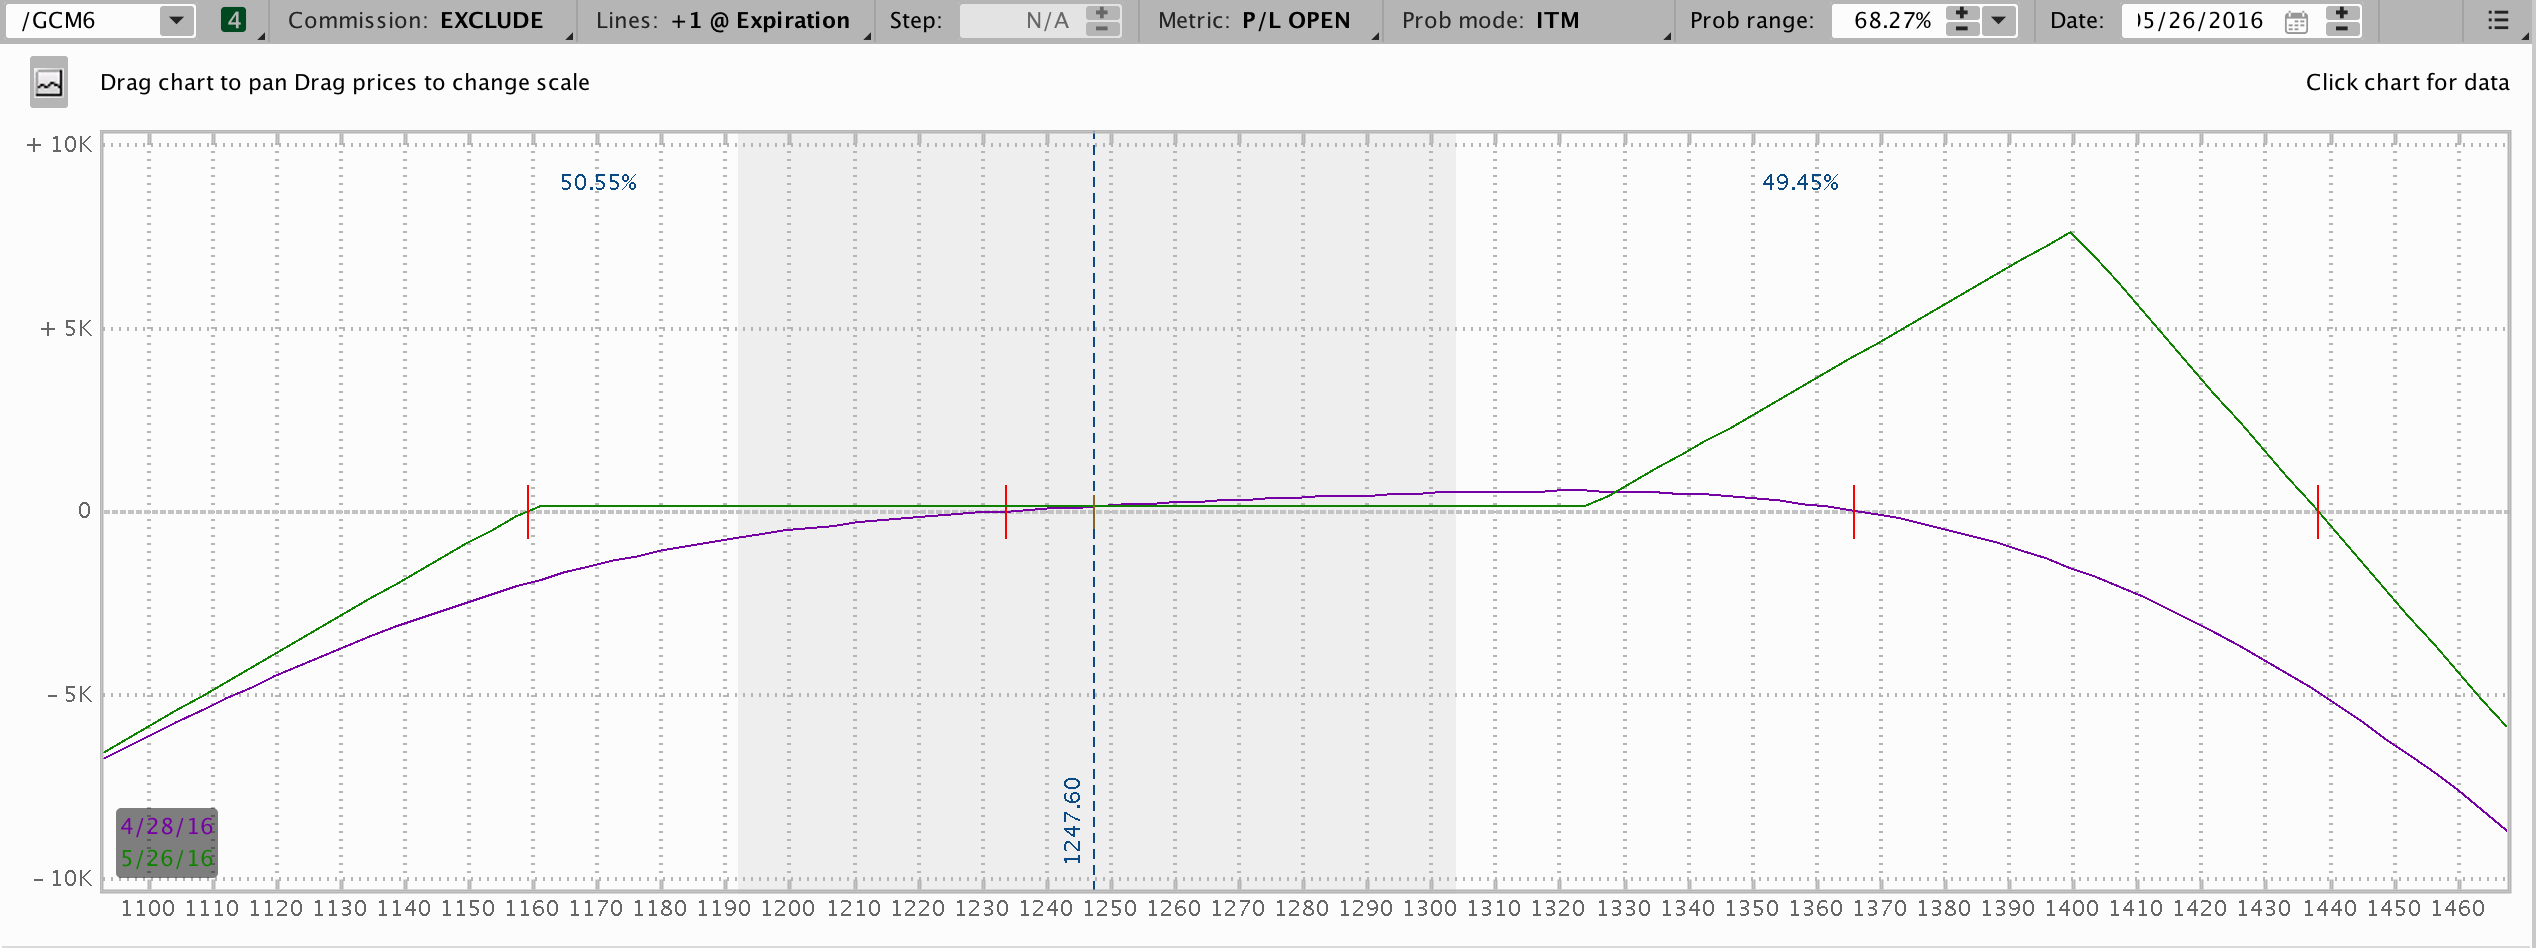 /GCM6 4 Commission: EXCLUDE Lines: +1 @ Expiration Step: N/A Metric: P/L OPEN Prob mode: ITM Prob range: 68.27% Date: 05/26/2016
Drag chart to pan Drag prices to change scale Click chart for data
+ 10K
50.55% 49.45%
+ 5K
0
- 5K
1247.60
4/28/16
5/26/16
- 10K
1100 1110 1120 1130 1140 1150 1160 1170 1180 1190 1200 1210 1220 1230 1240 1250 1260 1270 1280 1290 1300 1310 1320 1330 1340 1350 1360 1370 1380 1390 1400 1410 1420 1430 1440 1450 1460